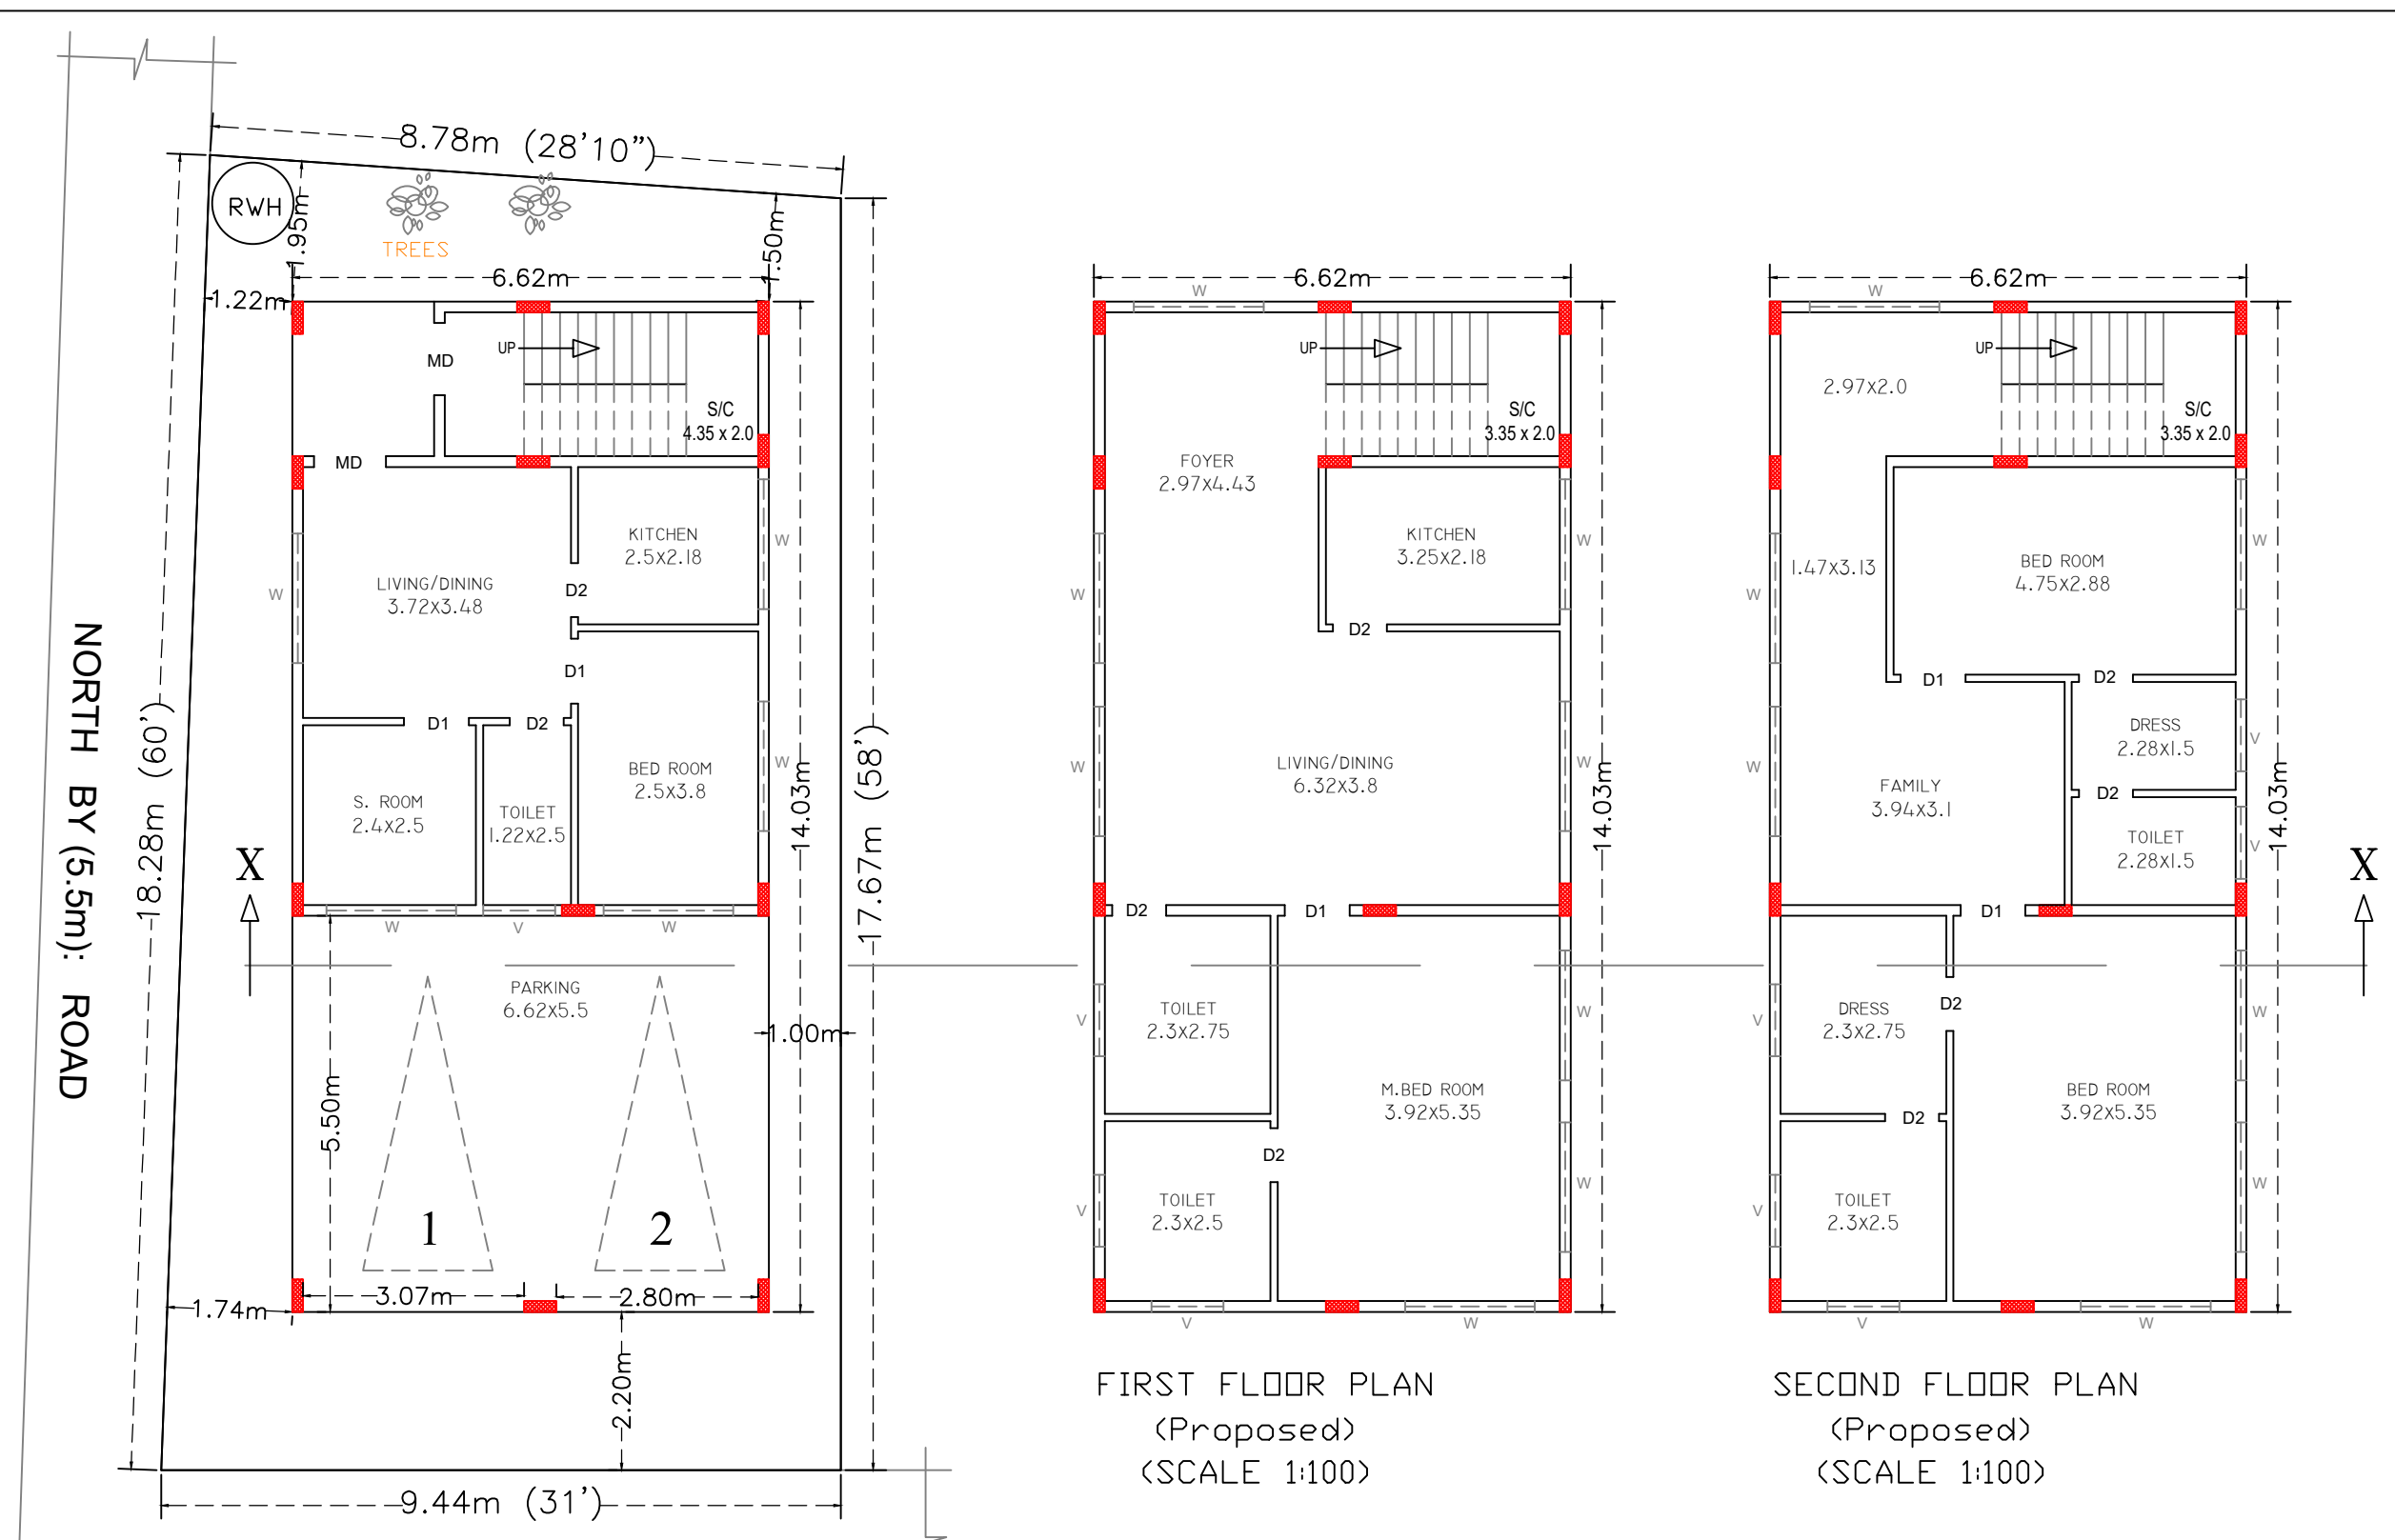 8.78m (28'10")
RWH
1.95m
TREES
1.50m
6.62m
1.22m
MD
UP
S/C
4.35 x 2.0
MD
KITCHEN
2.5X2.18
W
LIVING/DINING
3.72X3.48
W
D2
D1
D1
D2
S. ROOM
2.4X2.5
TOILET
1.22X2.5
BED ROOM
2.5X3.8
W
14.03m
W
V
W
X
NORTH BY (5.5m): ROAD
18.28m (60')
17.67m (58')
PARKING
6.62X5.5
1.00m
5.50m
1
2
3.07m
2.80m
1.74m
2.20m
9.44m (31')
6.62m
W
UP
S/C
3.35 x 2.0
FOYER
2.97X4.43
KITCHEN
3.25X2.18
W
W
D2
LIVING/DINING
6.32X3.8
W
W
14.03m
D2
D1
TOILET
2.3X2.75
V
W
M.BED ROOM
3.92X5.35
D2
TOILET
2.3X2.5
V
W
V
W
FIRST FLOOR PLAN
(Proposed)
(SCALE 1:100)
6.62m
W
UP
2.97X2.0
S/C
3.35 x 2.0
1.47X3.13
BED ROOM
4.75X2.88
W
W
D1
D2
DRESS
2.28X1.5
V
D2
FAMILY
3.94X3.1
W
TOILET
2.28X1.5
V
14.03m
D1
X
DRESS
2.3X2.75
V
D2
W
BED ROOM
3.92X5.35
D2
TOILET
2.3X2.5
V
W
V
W
SECOND FLOOR PLAN
(Proposed)
(SCALE 1:100)